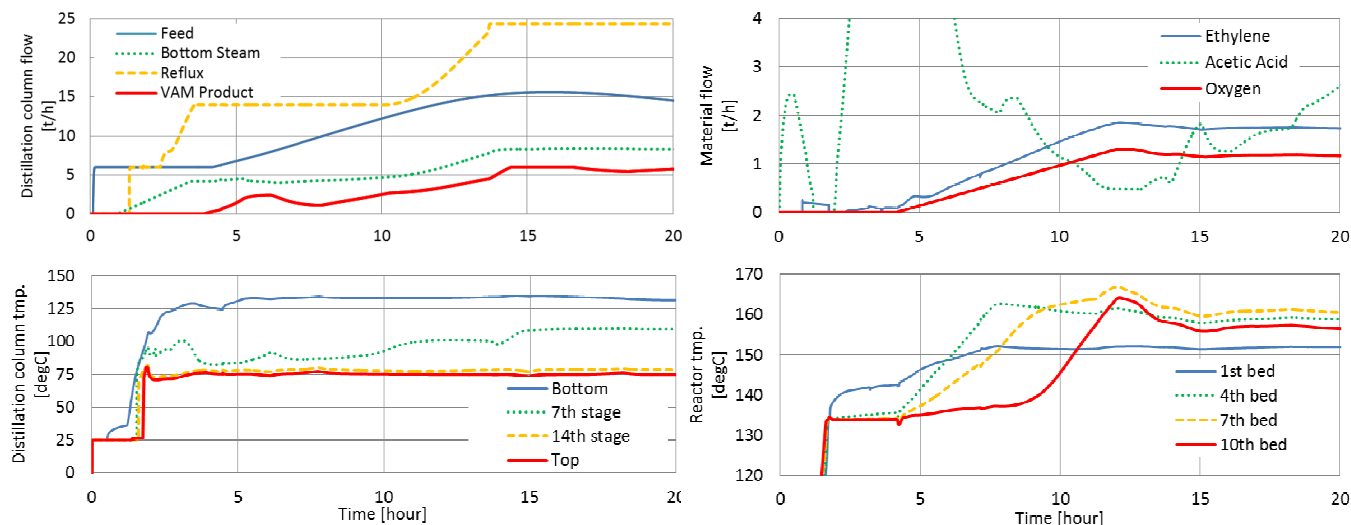 Distillation column flow
[t/h]
25
20
15
10
5
0
Feed
Bottom Steam
Reflux
VAM Product
0
5
10
15
20
Material flow
[t/h]
4
3
2
1
0
Ethylene
Acetic Acid
Oxygen
0
5
10
15
20
Distillation column tmp.
[degC]
150
125
100
75
50
25
0
Bottom
7th stage
14th stage
Top
0
5
10
15
20
Time [hour]
Reactor tmp.
[degC]
170
160
150
140
130
120
1st bed
4th bed
7th bed
10th bed
0
5
10
15
20
Time [hour]